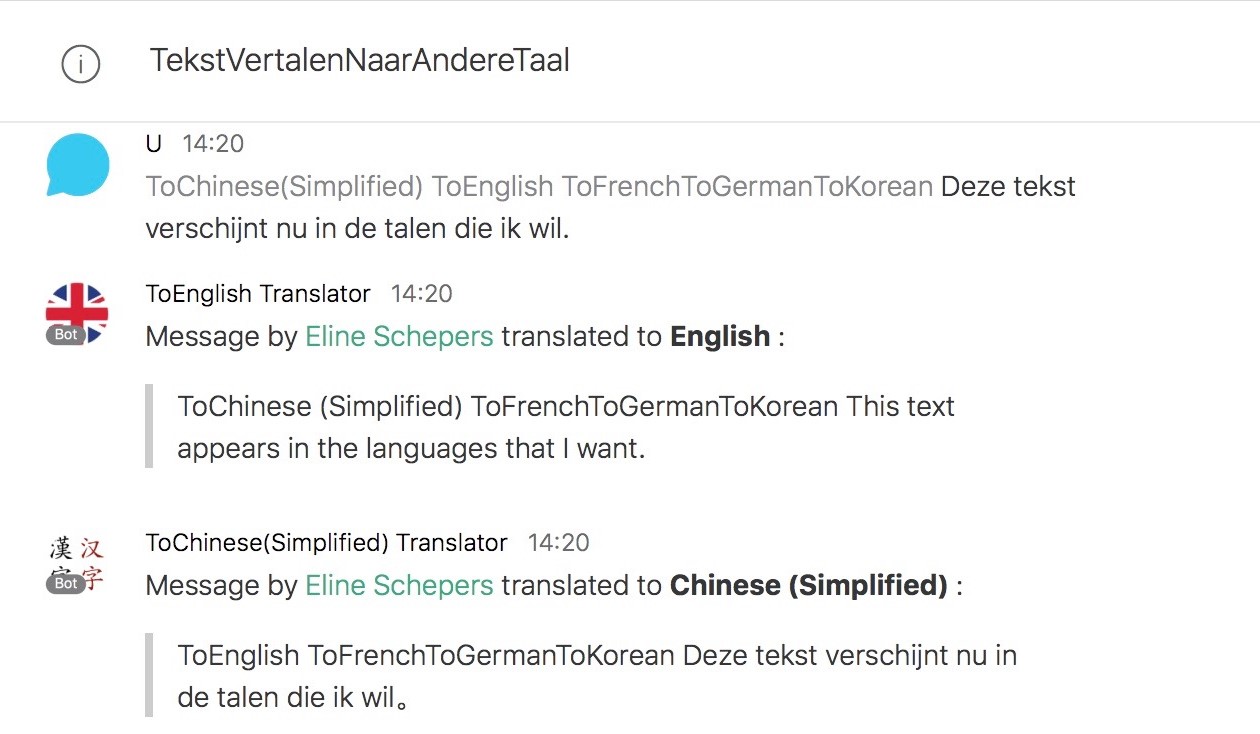 TekstVertalenNaarAndereTaal
U 14:20
ToChinese(Simplified) ToEnglish ToFrenchToGermanToKorean Deze tekst
verschijnt nu in de talen die ik wil.
ToEnglish Translator 14:20
Bot
Message by Eline Schepers translated to English :
ToChinese (Simplified) ToFrenchToGermanToKorean This text
appears in the languages that I want.
漢 汉
ToChinese(Simplified) Translator 14:20
字
Bot
Message by Eline Schepers translated to Chinese (Simplified) :
ToEnglish ToFrenchToGermanToKorean Deze tekst verschijnt nu in
de talen die ik wil。